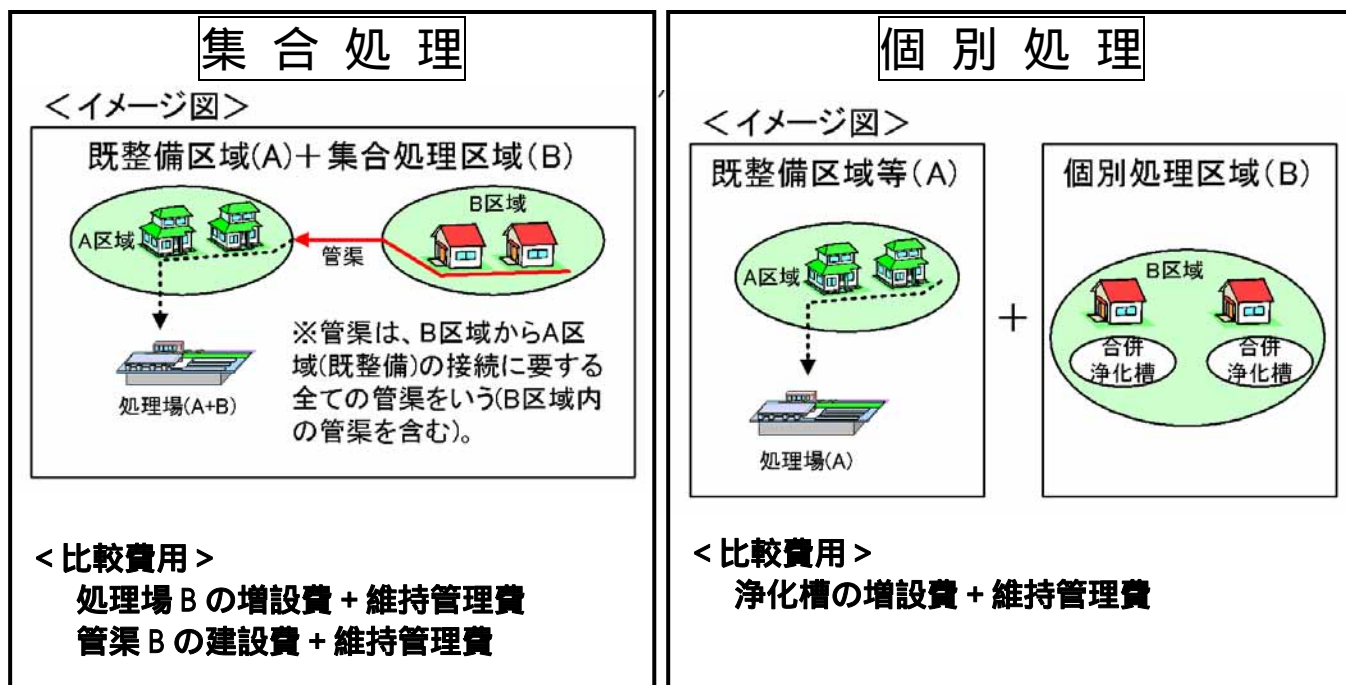 集合処理
<イメージ図>
既整備区域(A)+集合処理区域(B)
A区域
B区域
管渠
処理場(A+B)
※管渠は、B区域からA区
域(既整備)の接続に要する
全ての管渠をいう(B区域内
の管渠を含む)。
<比較費用>
処理場Bの増設費+維持管理費
管渠Bの建設費+維持管理費
個別処理
<イメージ図>
既整備区域等(A)
A区域
処理場(A)
+
個別処理区域(B)
B区域
合併
浄化槽
合併
浄化槽
<比較費用>
浄化槽の増設費+維持管理費